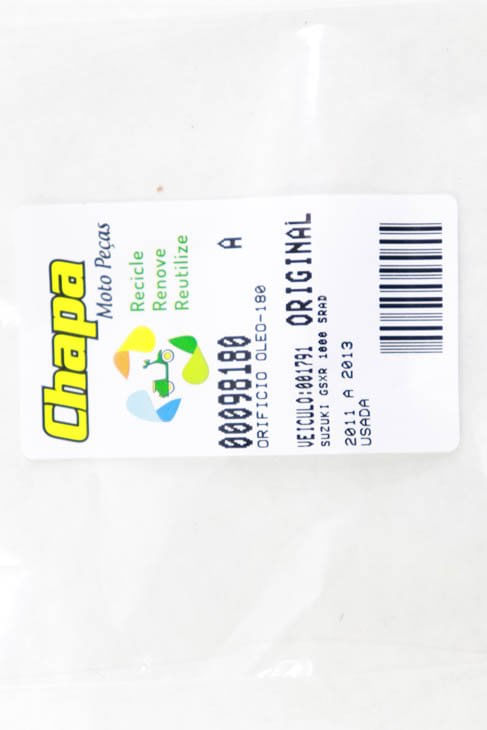 Chapa
Moto Peças
Recicle
Renove
Reutilize
00098180 A
ORIFICIO OLEO-180
VEICULO:001791 ORIGINAL
SUZUKI GSXR 1000 SRAD
2011 A 2013
USADA